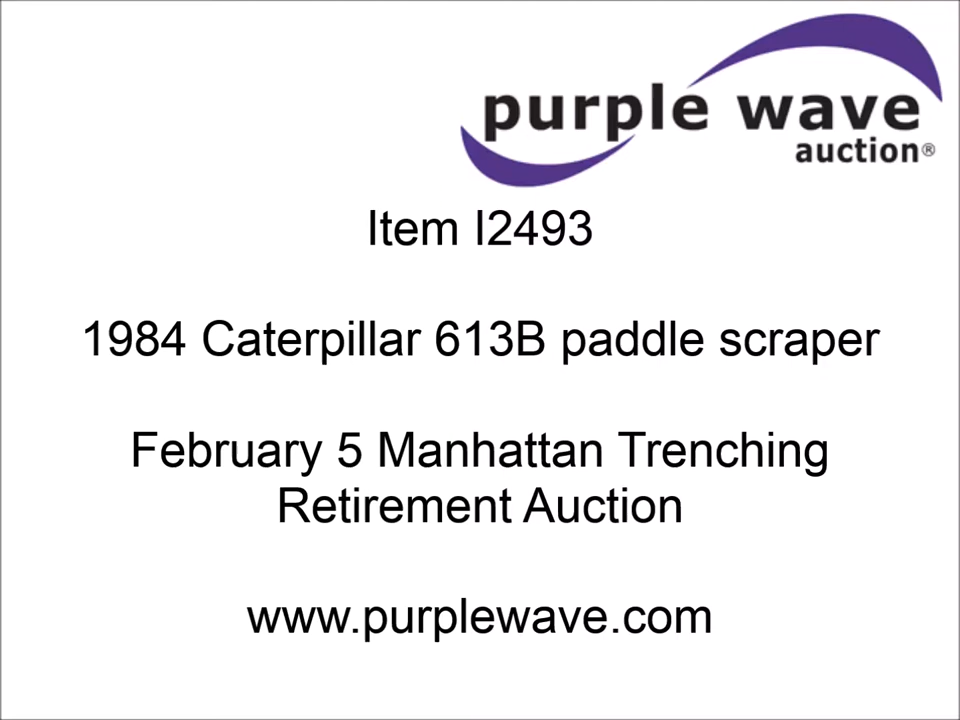 purple wave
auction®
Item I2493
1984 Caterpillar 613B paddle scraper
February 5 Manhattan Trenching
Retirement Auction
www.purplewave.com